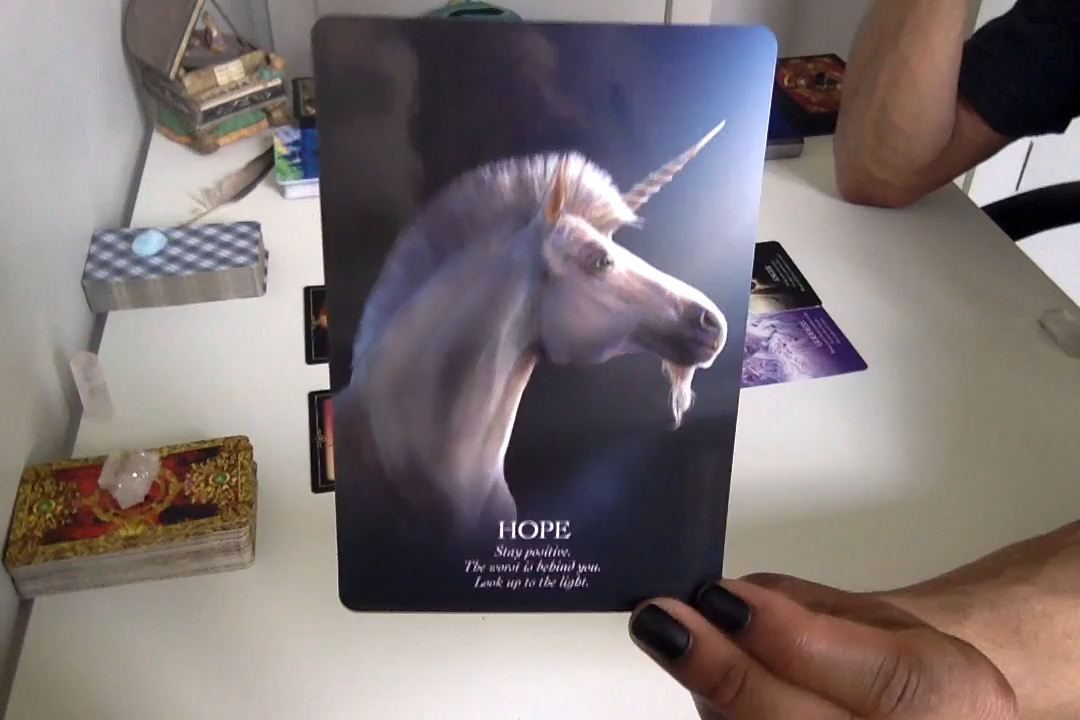 HOPE
Stay positive.
The worst is behind you.
Look up to the light.